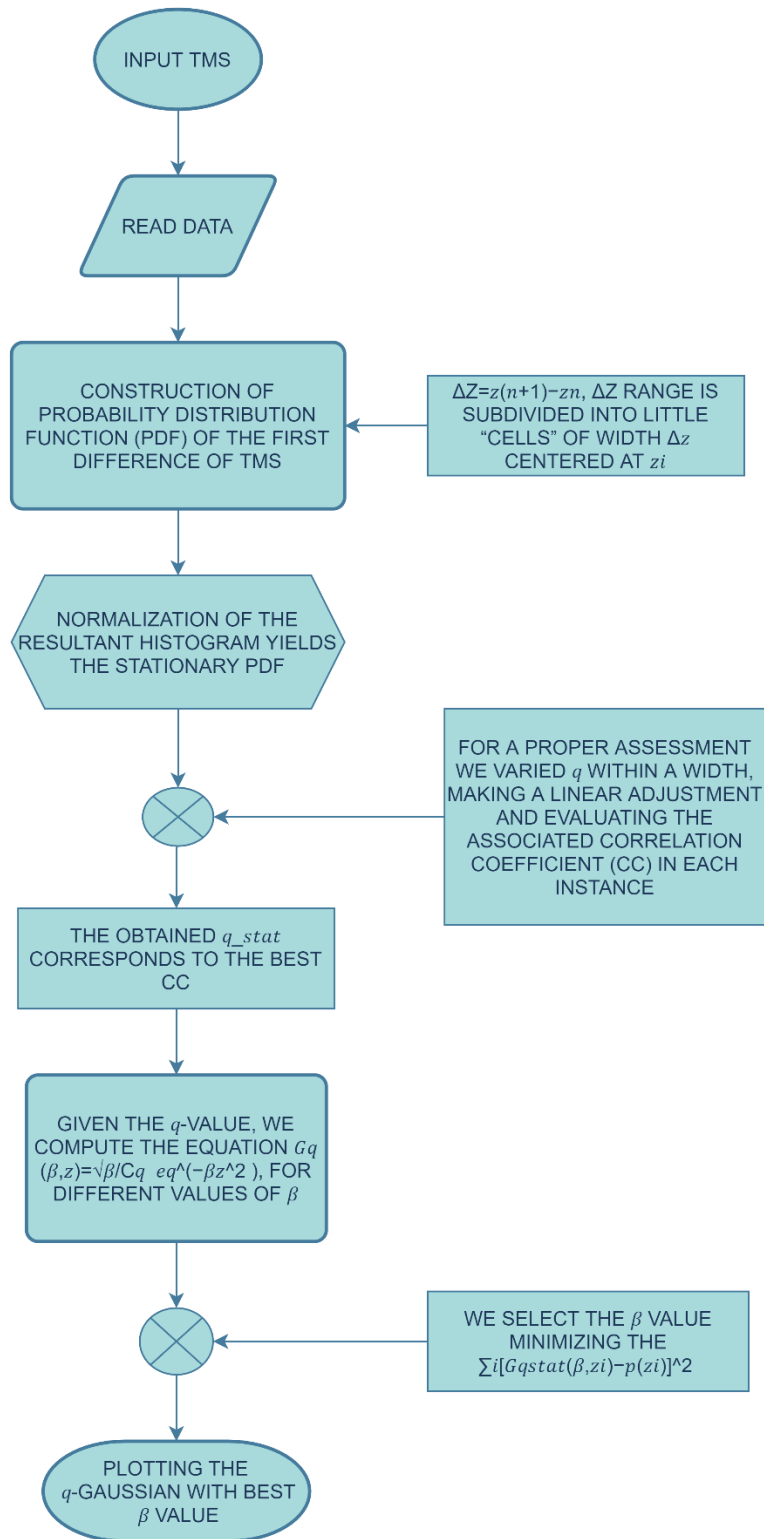 INPUT TMS
READ DATA
CONSTRUCTION OF
PROBABILITY DISTRIBUTION
FUNCTION (PDF) OF THE FIRST
DIFFERENCE OF TMS
ΔZ=z(n+1)−zn, ΔZ RANGE IS
SUBDIVIDED INTO LITTLE
“CELLS” OF WIDTH Δz
CENTERED AT zi
NORMALIZATION OF THE
RESULTANT HISTOGRAM YIELDS
THE STATIONARY PDF
FOR A PROPER ASSESSMENT
WE VARIED q WITHIN A WIDTH,
MAKING A LINEAR ADJUSTMENT
AND EVALUATING THE
ASSOCIATED CORRELATION
COEFFICIENT (CC) IN EACH
INSTANCE
THE OBTAINED q_stat
CORRESPONDS TO THE BEST
CC
GIVEN THE q-VALUE, WE
COMPUTE THE EQUATION Gq
(β,z)=√β/Cq eq^(−βz^2 ), FOR
DIFFERENT VALUES OF β
WE SELECT THE β VALUE
MINIMIZING THE
∑i[Gqstat(β,zi)−p(zi)]^2
PLOTTING THE
q-GAUSSIAN WITH BEST
β VALUE